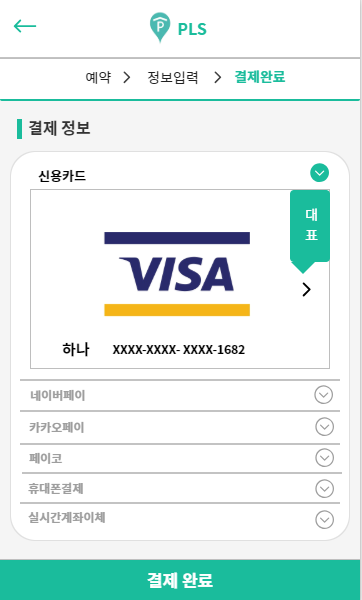 PLS
예약 > 정보입력 > 결제완료
결제 정보
신용카드
대
표
VISA
하나 XXXX-XXXX- XXXX-1682
네이버페이
카카오페이
페이코
휴대폰결제
실시간계좌이체
결제 완료